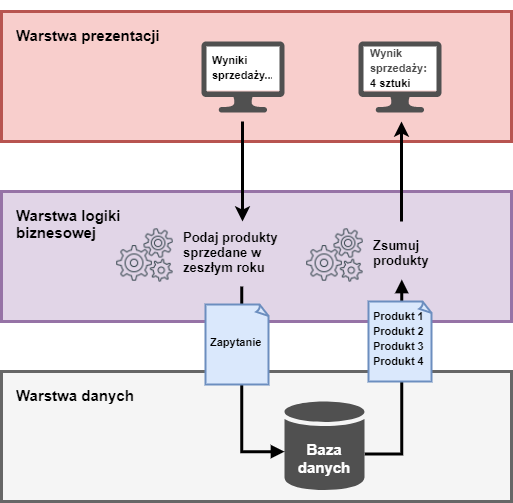 Warstwa prezentacji
Wyniki
sprzedaży...
Wynik
sprzedaży:
4 sztuki
Warstwa logiki
biznesowej
Podaj produkty
sprzedane w
zeszłym roku
Zsumuj
produkty
Zapytanie
Produkt 1
Produkt 2
Produkt 3
Produkt 4
Warstwa danych
Baza
danych